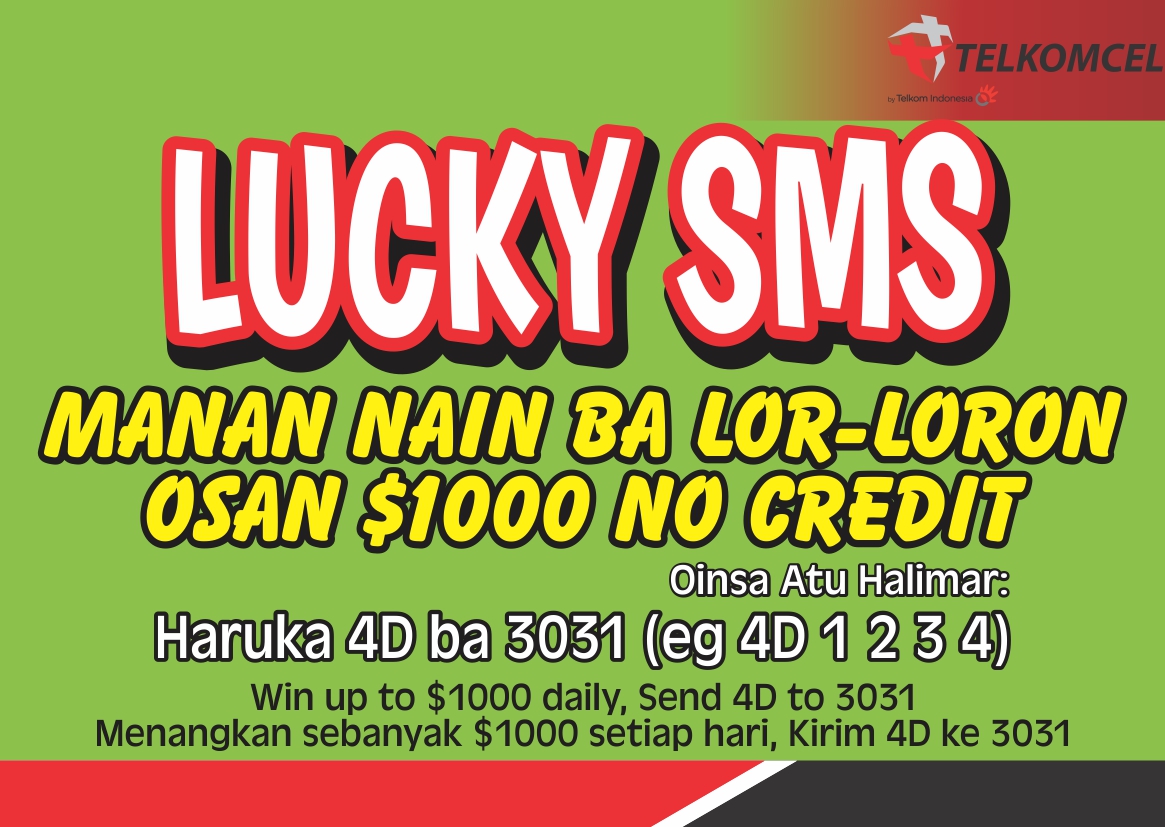 TELKOMCEL
by Telkom Indonesia
LUCKY SMS
MANAN NAIN BA LOR-LORON
OSAN $1000 NO CREDIT
Oinsa Atu Halimar:
Haruka 4D ba 3031 (eg 4D 1 2 3 4)
Win up to $1000 daily, Send 4D to 3031
Menangkan sebanyak $1000 setiap hari, Kirim 4D ke 3031